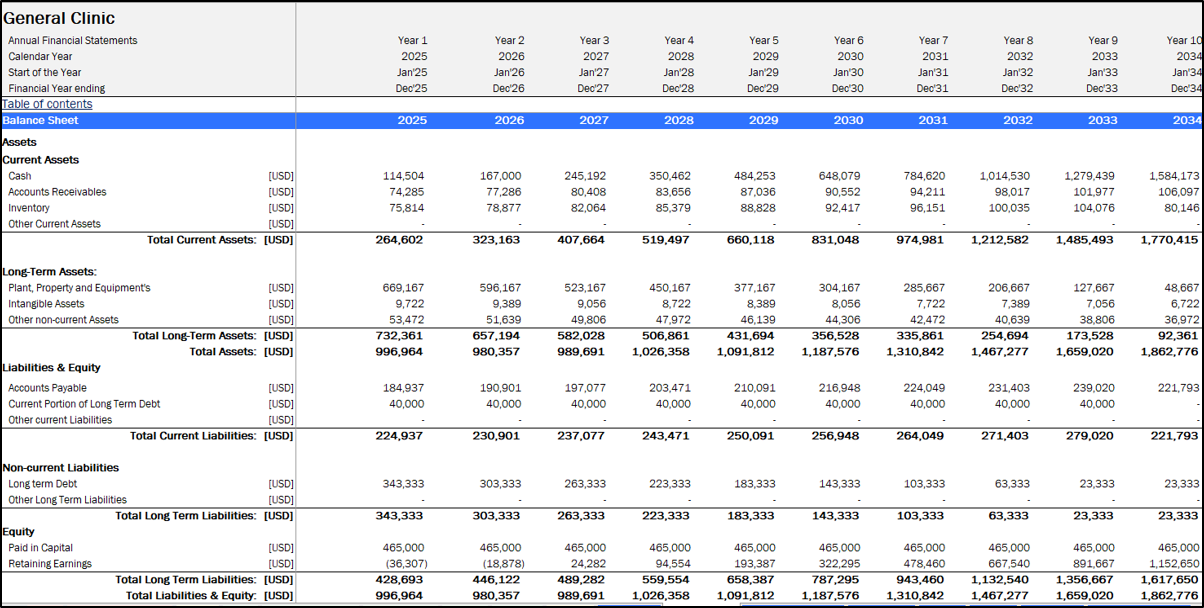 General Clinic
Annual Financial Statements Year 1 Year 2 Year 3 Year 4 Year 5 Year 6 Year 7 Year 8 Year 9 Year 10
Calendar Year 2025 2026 2027 2028 2029 2030 2031 2032 2033 2034
Start of the Year Jan'25 Jan'26 Jan'27 Jan'28 Jan'29 Jan'30 Jan'31 Jan'32 Jan'33 Jan'34
Financial Year ending Dec'25 Dec'26 Dec'27 Dec'28 Dec'29 Dec'30 Dec'31 Dec'32 Dec'33 Dec'34
Table of contents
Balance Sheet 2025 2026 2027 2028 2029 2030 2031 2032 2033 2034
Assets
Current Assets
Cash [USD] 114,504 167,000 245,192 350,462 484,253 648,079 784,620 1,014,530 1,279,439 1,584,173
Accounts Receivables [USD] 74,285 77,286 80,408 83,656 87,036 90,552 94,211 98,017 101,977 106,097
Inventory [USD] 75,814 78,877 82,064 85,379 88,828 92,417 96,151 100,035 104,076 80,146
Other Current Assets [USD] - - - - - - - - - -
Total Current Assets: [USD] 264,602 323,163 407,664 519,497 660,118 831,048 974,981 1,212,582 1,485,493 1,770,415
Long-Term Assets:
Plant, Property and Equipment's [USD] 669,167 596,167 523,167 450,167 377,167 304,167 285,667 206,667 127,667 48,667
Intangible Assets [USD] 9,722 9,389 9,056 8,722 8,389 8,056 7,722 7,389 7,056 6,722
Other non-current Assets [USD] 53,472 51,639 49,806 47,972 46,139 44,306 42,472 40,639 38,806 36,972
Total Long-Term Assets: [USD] 732,361 657,194 582,028 506,861 431,694 356,528 335,861 254,694 173,528 92,361
Total Assets: [USD] 996,964 980,357 989,691 1,026,358 1,091,812 1,187,576 1,310,842 1,467,277 1,659,020 1,862,776
Liabilities & Equity
Accounts Payable [USD] 184,937 190,901 197,077 203,471 210,091 216,948 224,049 231,403 239,020 221,793
Current Portion of Long Term Debt [USD] 40,000 40,000 40,000 40,000 40,000 40,000 40,000 40,000 40,000 -
Other current Liabilities [USD] - - - - - - - - - -
Total Current Liabilities: [USD] 224,937 230,901 237,077 243,471 250,091 256,948 264,049 271,403 279,020 221,793
Non-current Liabilities
Long term Debt [USD] 343,333 303,333 263,333 223,333 183,333 143,333 103,333 63,333 23,333 23,333
Other Long Term Liabilities [USD] - - - - - - - - - -
Total Long Term Liabilities: [USD] 343,333 303,333 263,333 223,333 183,333 143,333 103,333 63,333 23,333 23,333
Equity
Paid in Capital [USD] 465,000 465,000 465,000 465,000 465,000 465,000 465,000 465,000 465,000 465,000
Retaining Earnings [USD] (36,307) (18,878) 24,282 94,554 193,387 322,295 478,460 667,540 891,667 1,152,650
Total Long Term Liabilities: [USD] 428,693 446,122 489,282 559,554 658,387 787,295 943,460 1,132,540 1,356,667 1,617,650
Total Liabilities & Equity: [USD] 996,964 980,357 989,691 1,026,358 1,091,812 1,187,576 1,310,842 1,467,277 1,659,020 1,862,776